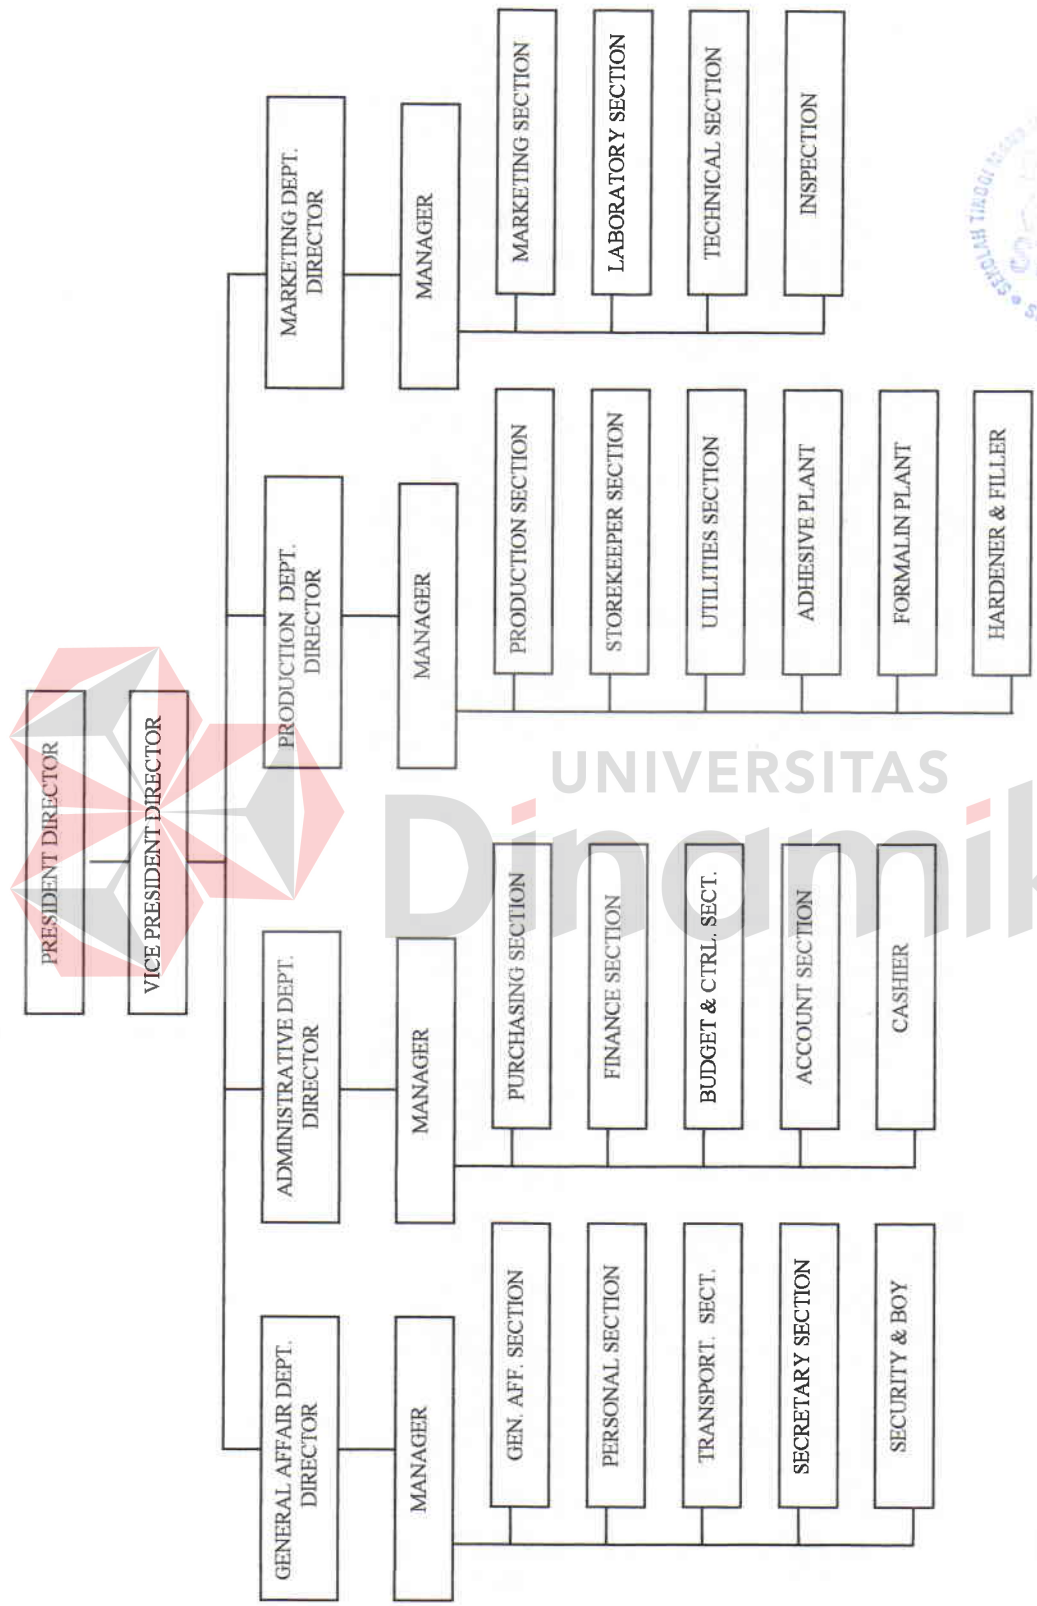 PRESIDENT DIRECTOR
VICE PRESIDENT DIRECTOR
GENERAL AFFAIR DEPT.
DIRECTOR
ADMINISTRATIVE DEPT.
DIRECTOR
PRODUCTION DEPT.
DIRECTOR
MARKETING DEPT.
DIRECTOR
MANAGER
MANAGER
MANAGER
MANAGER
GEN. AFF. SECTION
PERSONAL SECTION
TRANSPORT. SECT.
SECRETARY SECTION
SECURITY & BOY
PURCHASING SECTION
FINANCE SECTION
BUDGET & CTRL. SECT.
ACCOUNT SECTION
CASHIER
PRODUCTION SECTION
STOREKEEPER SECTION
UTILITIES SECTION
ADHESIVE PLANT
FORMALIN PLANT
HARDENER & FILLER
MARKETING SECTION
LABORATORY SECTION
TECHNICAL SECTION
INSPECTION
UNIVERSITAS
Dinamik
SEKOLAH TINGGI